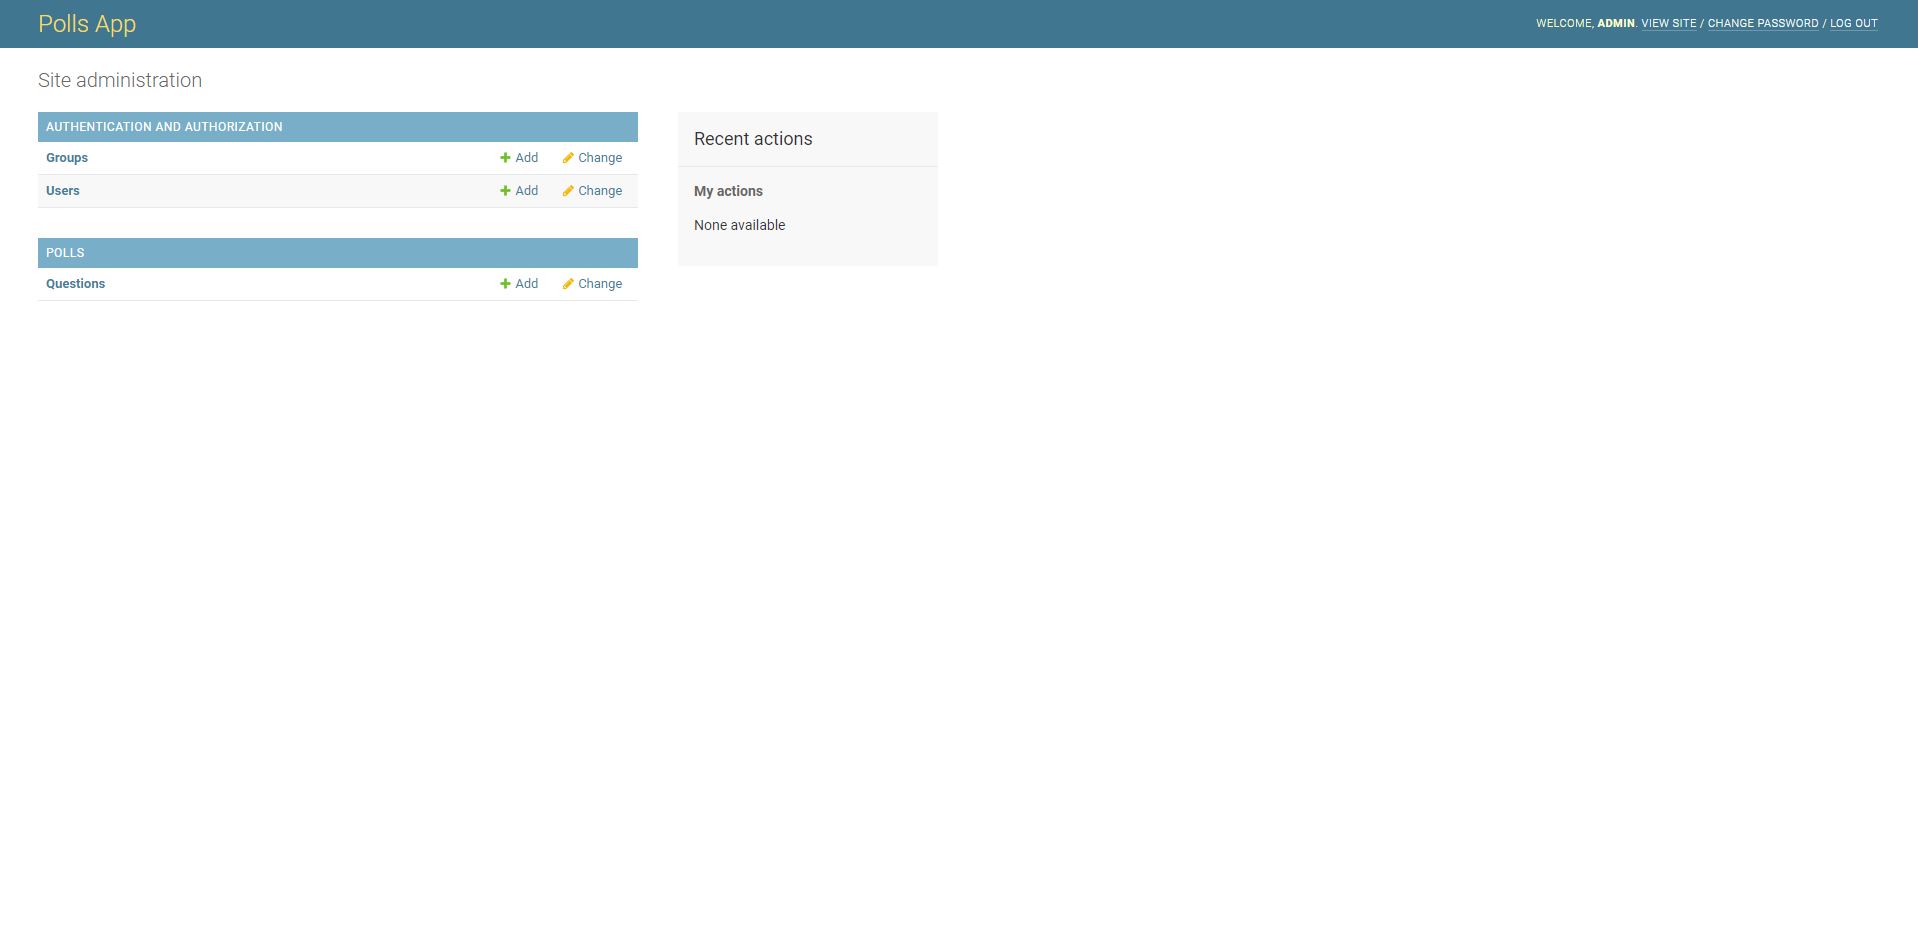 Polls App
WELCOME, ADMIN. VIEW SITE / CHANGE PASSWORD / LOG OUT
Site administration
AUTHENTICATION AND AUTHORIZATION
Groups Add Change
Users Add Change
POLLS
Questions Add Change
Recent actions
My actions
None available